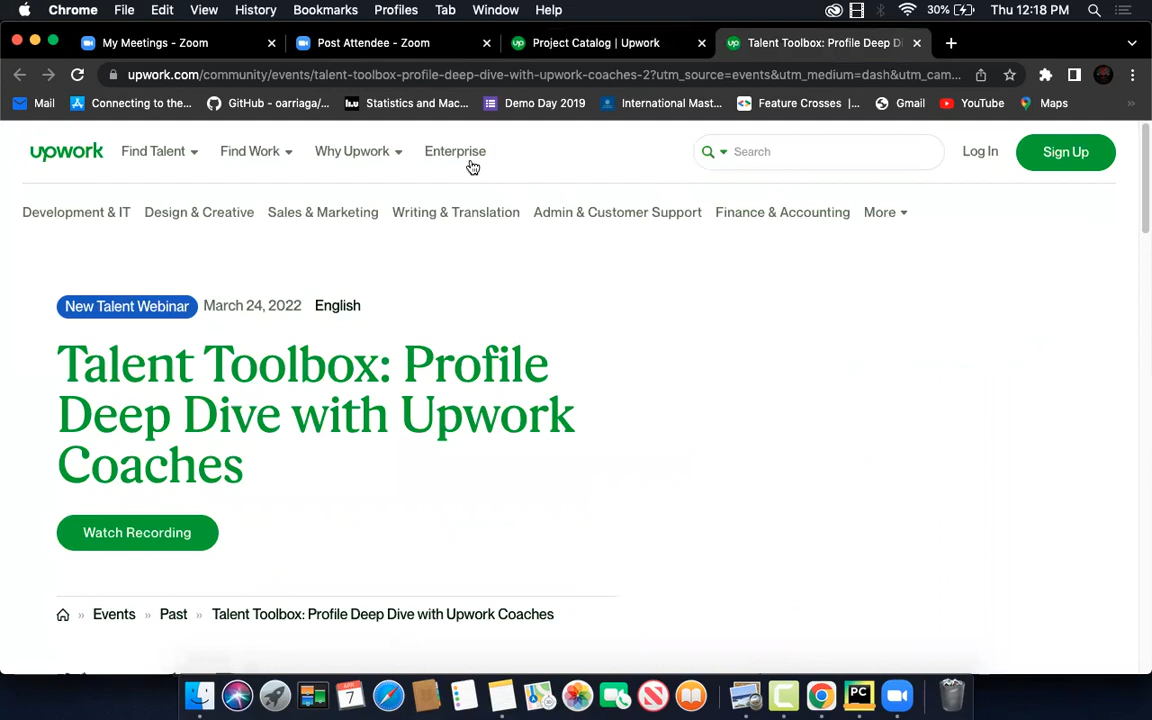 Chrome File Edit View History Bookmarks Profiles Tab Window Help 30% Thu 12:18 PM
My Meetings - Zoom Post Attendee - Zoom Project Catalog | Upwork Talent Toolbox: Profile Deep D
upwork.com/community/events/talent-toolbox-profile-deep-dive-with-upwork-coaches-2?utm_source=events&utm_medium=dash&utm_cam...
Mail Connecting to the... GitHub - oarriaga/... Statistics and Mac... Demo Day 2019 International Mast... Feature Crosses |... Gmail YouTube Maps
upwork Find Talent Find Work Why Upwork Enterprise Search Log In Sign Up
Development & IT Design & Creative Sales & Marketing Writing & Translation Admin & Customer Support Finance & Accounting More
New Talent Webinar March 24, 2022 English
Talent Toolbox: Profile
Deep Dive with Upwork
Coaches
Watch Recording
» Events » Past » Talent Toolbox: Profile Deep Dive with Upwork Coaches
7
PC